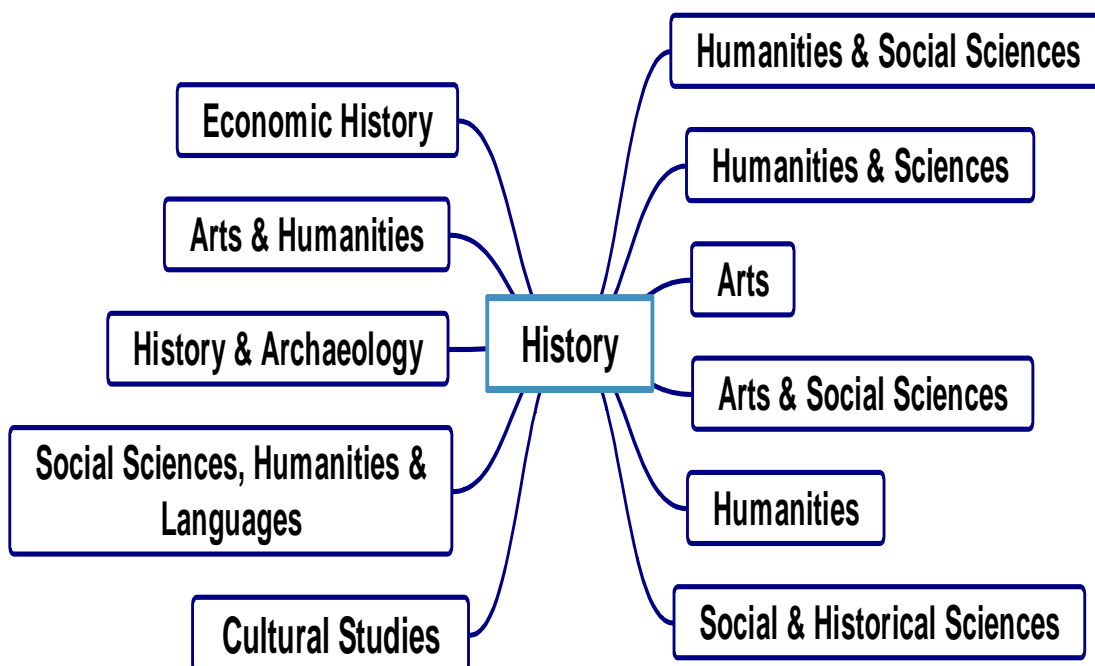 Humanities & Social Sciences
Economic History
Humanities & Sciences
Arts & Humanities
Arts
History & Archaeology
History
Arts & Social Sciences
Social Sciences, Humanities &
Languages
Humanities
Cultural Studies
Social & Historical Sciences